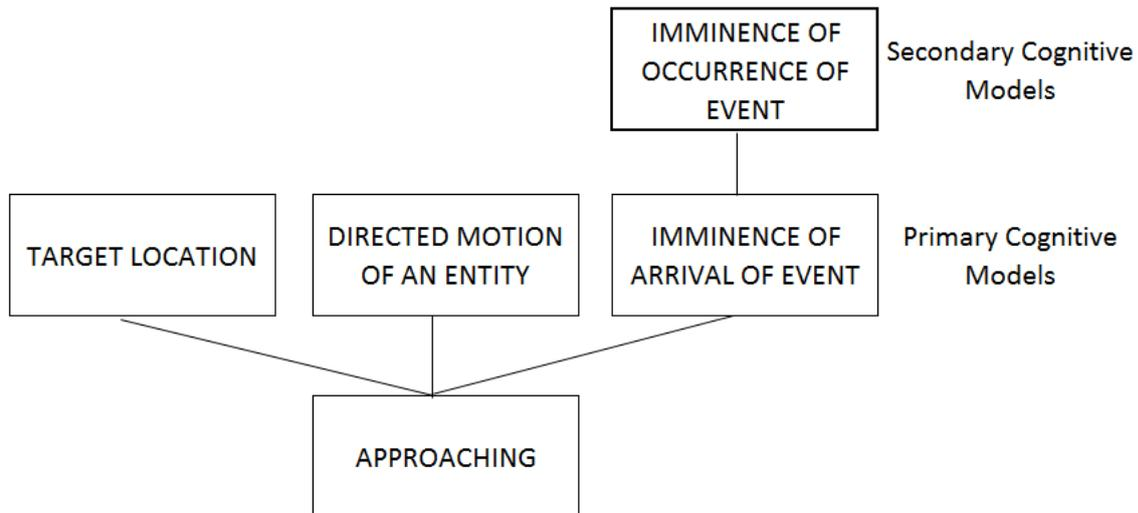 IMMINENCE OF
OCCURRENCE OF
EVENT
Secondary Cognitive
Models
TARGET LOCATION
DIRECTED MOTION
OF AN ENTITY
IMMINENCE OF
ARRIVAL OF EVENT
Primary Cognitive
Models
APPROACHING